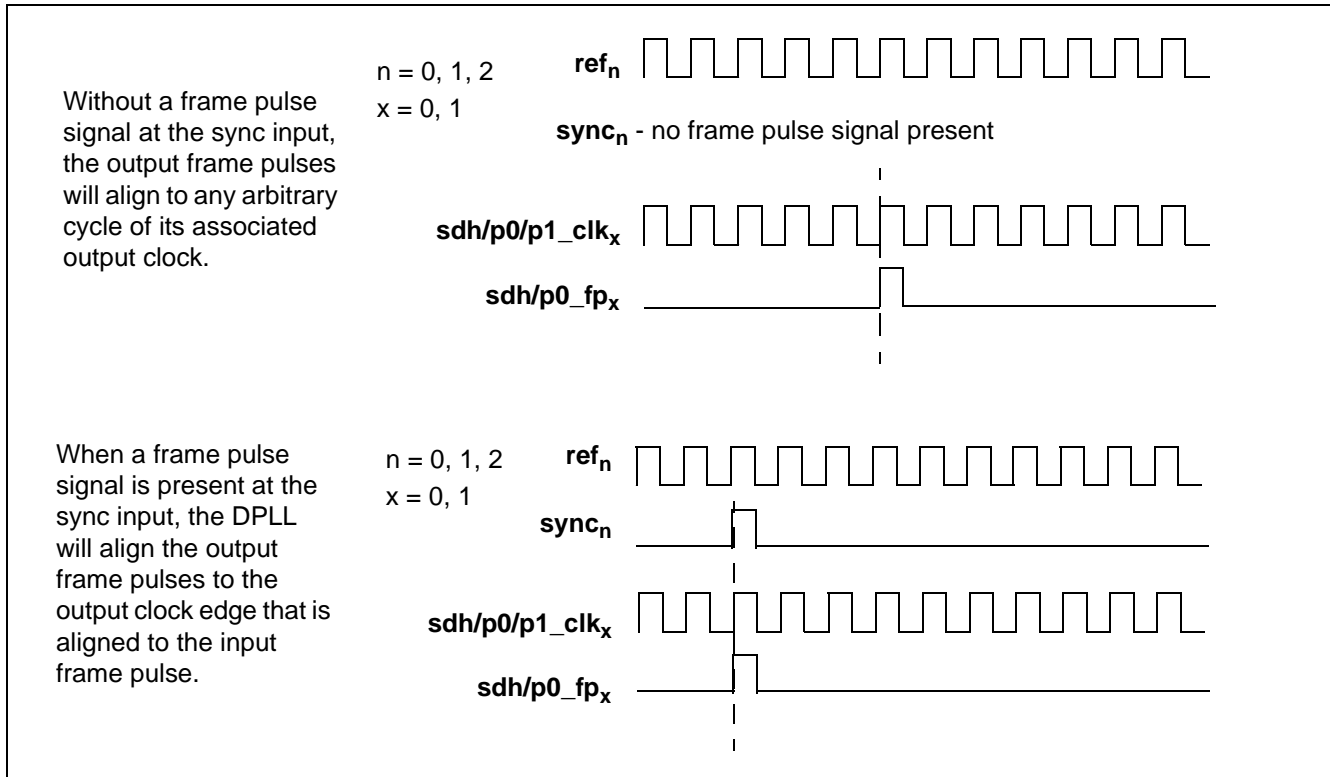 Without a frame pulse
signal at the sync input,
the output frame pulses
will align to any arbitrary
cycle of its associated
output clock.
n = 0, 1, 2
x = 0, 1
refn
syncn - no frame pulse signal present
sdh/p0/p1_clkx
sdh/p0_fpx
When a frame pulse
signal is present at the
sync input, the DPLL
will align the output
frame pulses to the
output clock edge that is
aligned to the input
frame pulse.
n = 0, 1, 2
x = 0, 1
refn
syncn
sdh/p0/p1_clkx
sdh/p0_fpx